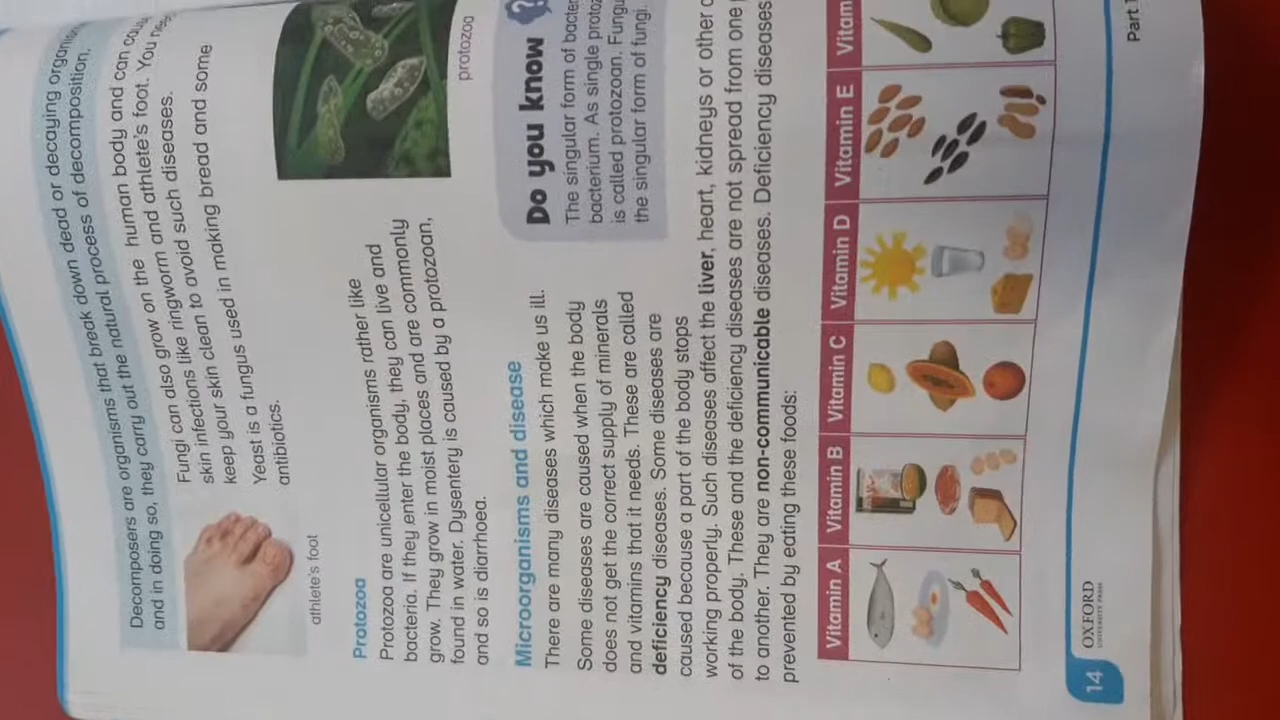 Decomposers are organisms that break down dead or decaying organisms
and in doing so, they carry out the natural process of decomposition.
Fungi can also grow on the human body and can cause
skin infections like ringworm and athlete's foot. You need
keep your skin clean to avoid such diseases.
Yeast is a fungus used in making bread and some
antibiotics.
athlete's foot
Protozoa
Protozoa are unicellular organisms rather like
bacteria. If they enter the body, they can live and
grow. They grow in moist places and are commonly
found in water. Dysentery is caused by a protozoan,
and so is diarrhoea.
protozoa
Microorganisms and disease
There are many diseases which make us ill.
Some diseases are caused when the body
does not get the correct supply of minerals
and vitamins that it needs. These are called
deficiency diseases. Some diseases are
caused because a part of the body stops
working properly. Such diseases affect the liver, heart, kidneys or other
of the body. These and the deficiency diseases are not spread from one
to another. They are non-communicable diseases. Deficiency diseases
prevented by eating these foods:
Do you know ?
The singular form of
bacterium. As single
is called protozoan.
the singular form of fungi.
Vitamin A Vitamin B Vitamin C Vitamin D Vitamin E Vitam
14
OXFORD
UNIVERSITY PRESS
Part